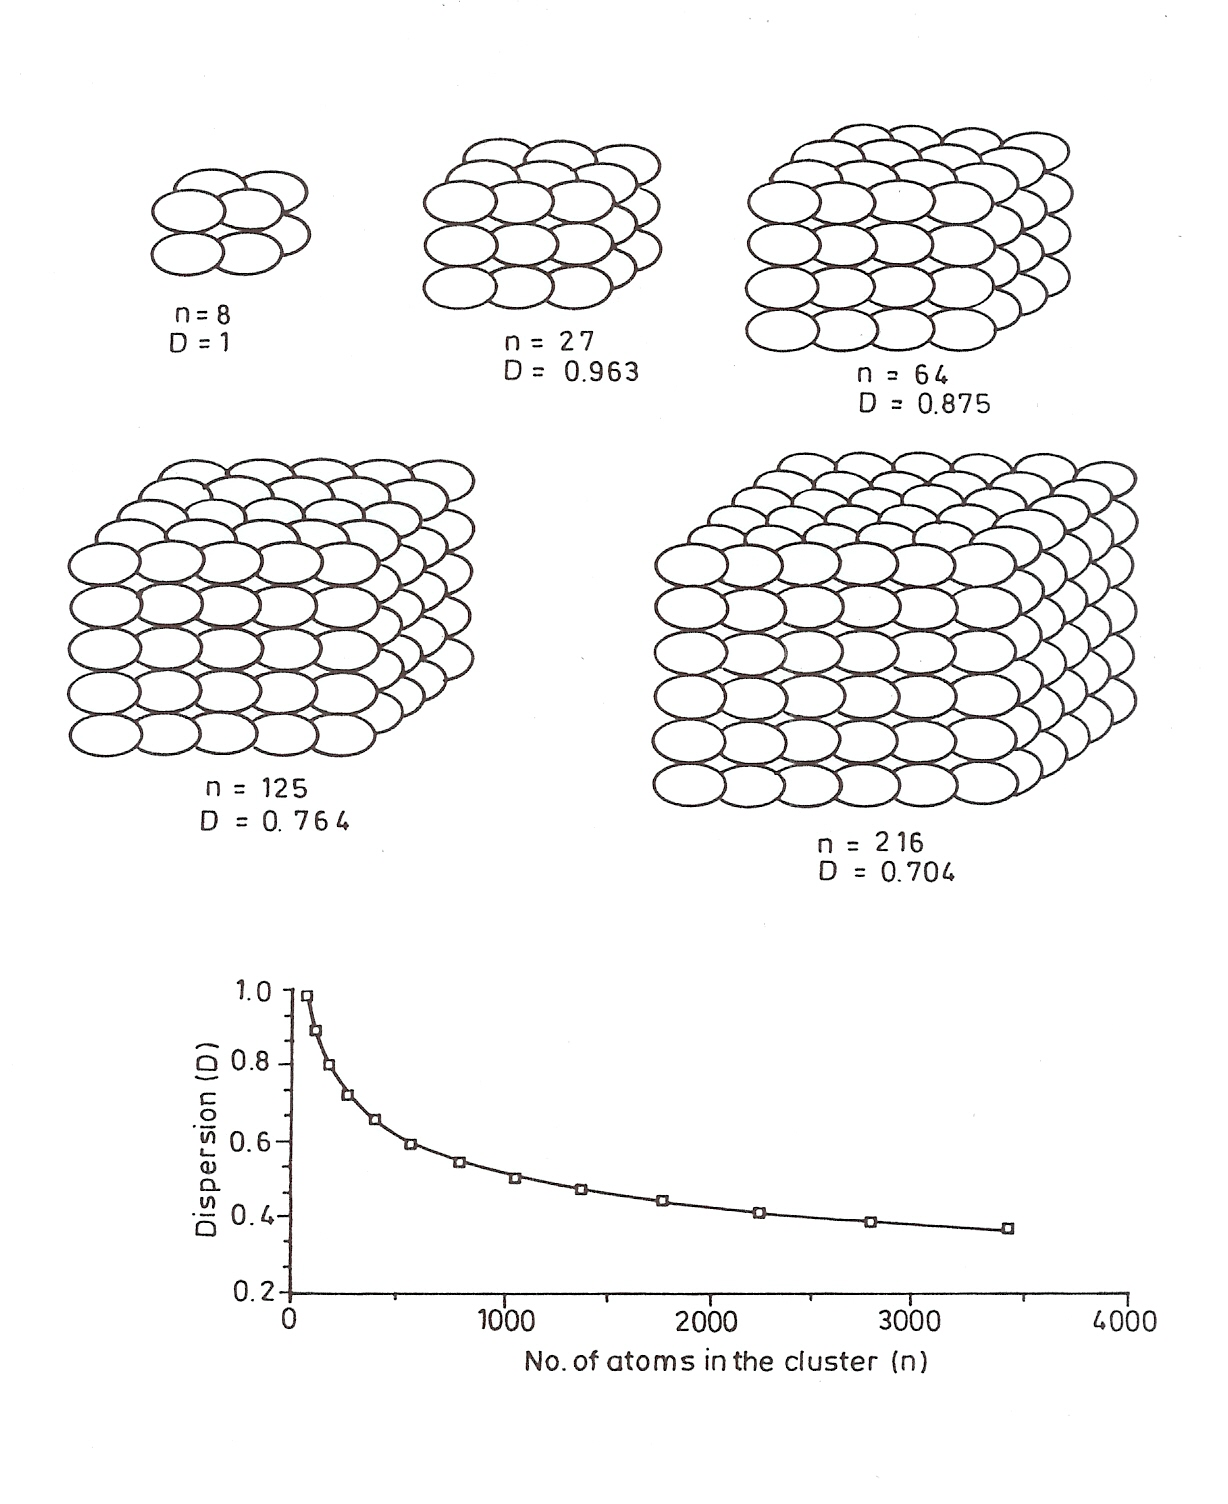 n = 8
D = 1
n = 27
D = 0.963
n = 64
D = 0.875
n = 125
D = 0.764
n = 216
D = 0.704
1.0
0.8
0.6
0.4
0.2
Dispersion (D)
0 1000 2000 3000 4000
No. of atoms in the cluster (n)